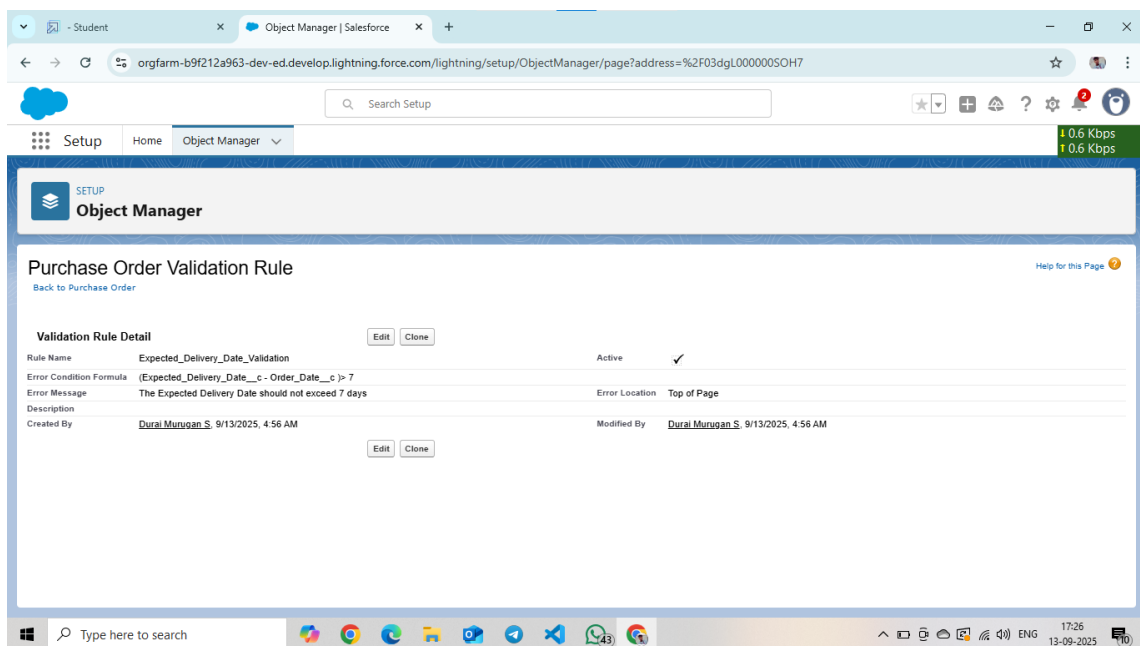 - Student
Object Manager | Salesforce
orgfarm-b9f212a963-dev-ed.develop.lightning.force.com/lightning/setup/ObjectManager/page?address=%2F03dgL000000SOH7
Search Setup
2
Setup Home Object Manager
↓ 0.6 Kbps
↑ 0.6 Kbps
SETUP
Object Manager
Purchase Order Validation Rule
Help for this Page
Back to Purchase Order
Validation Rule Detail Edit Clone
Rule Name Expected_Delivery_Date_Validation Active ✓
Error Condition Formula (Expected_Delivery_Date__c - Order_Date__c )> 7
Error Message The Expected Delivery Date should not exceed 7 days Error Location Top of Page
Description
Created By Durai Murugan S, 9/13/2025, 4:56 AM Modified By Durai Murugan S, 9/13/2025, 4:56 AM
Edit Clone
Type here to search
43
ENG
17:26
13-09-2025
10